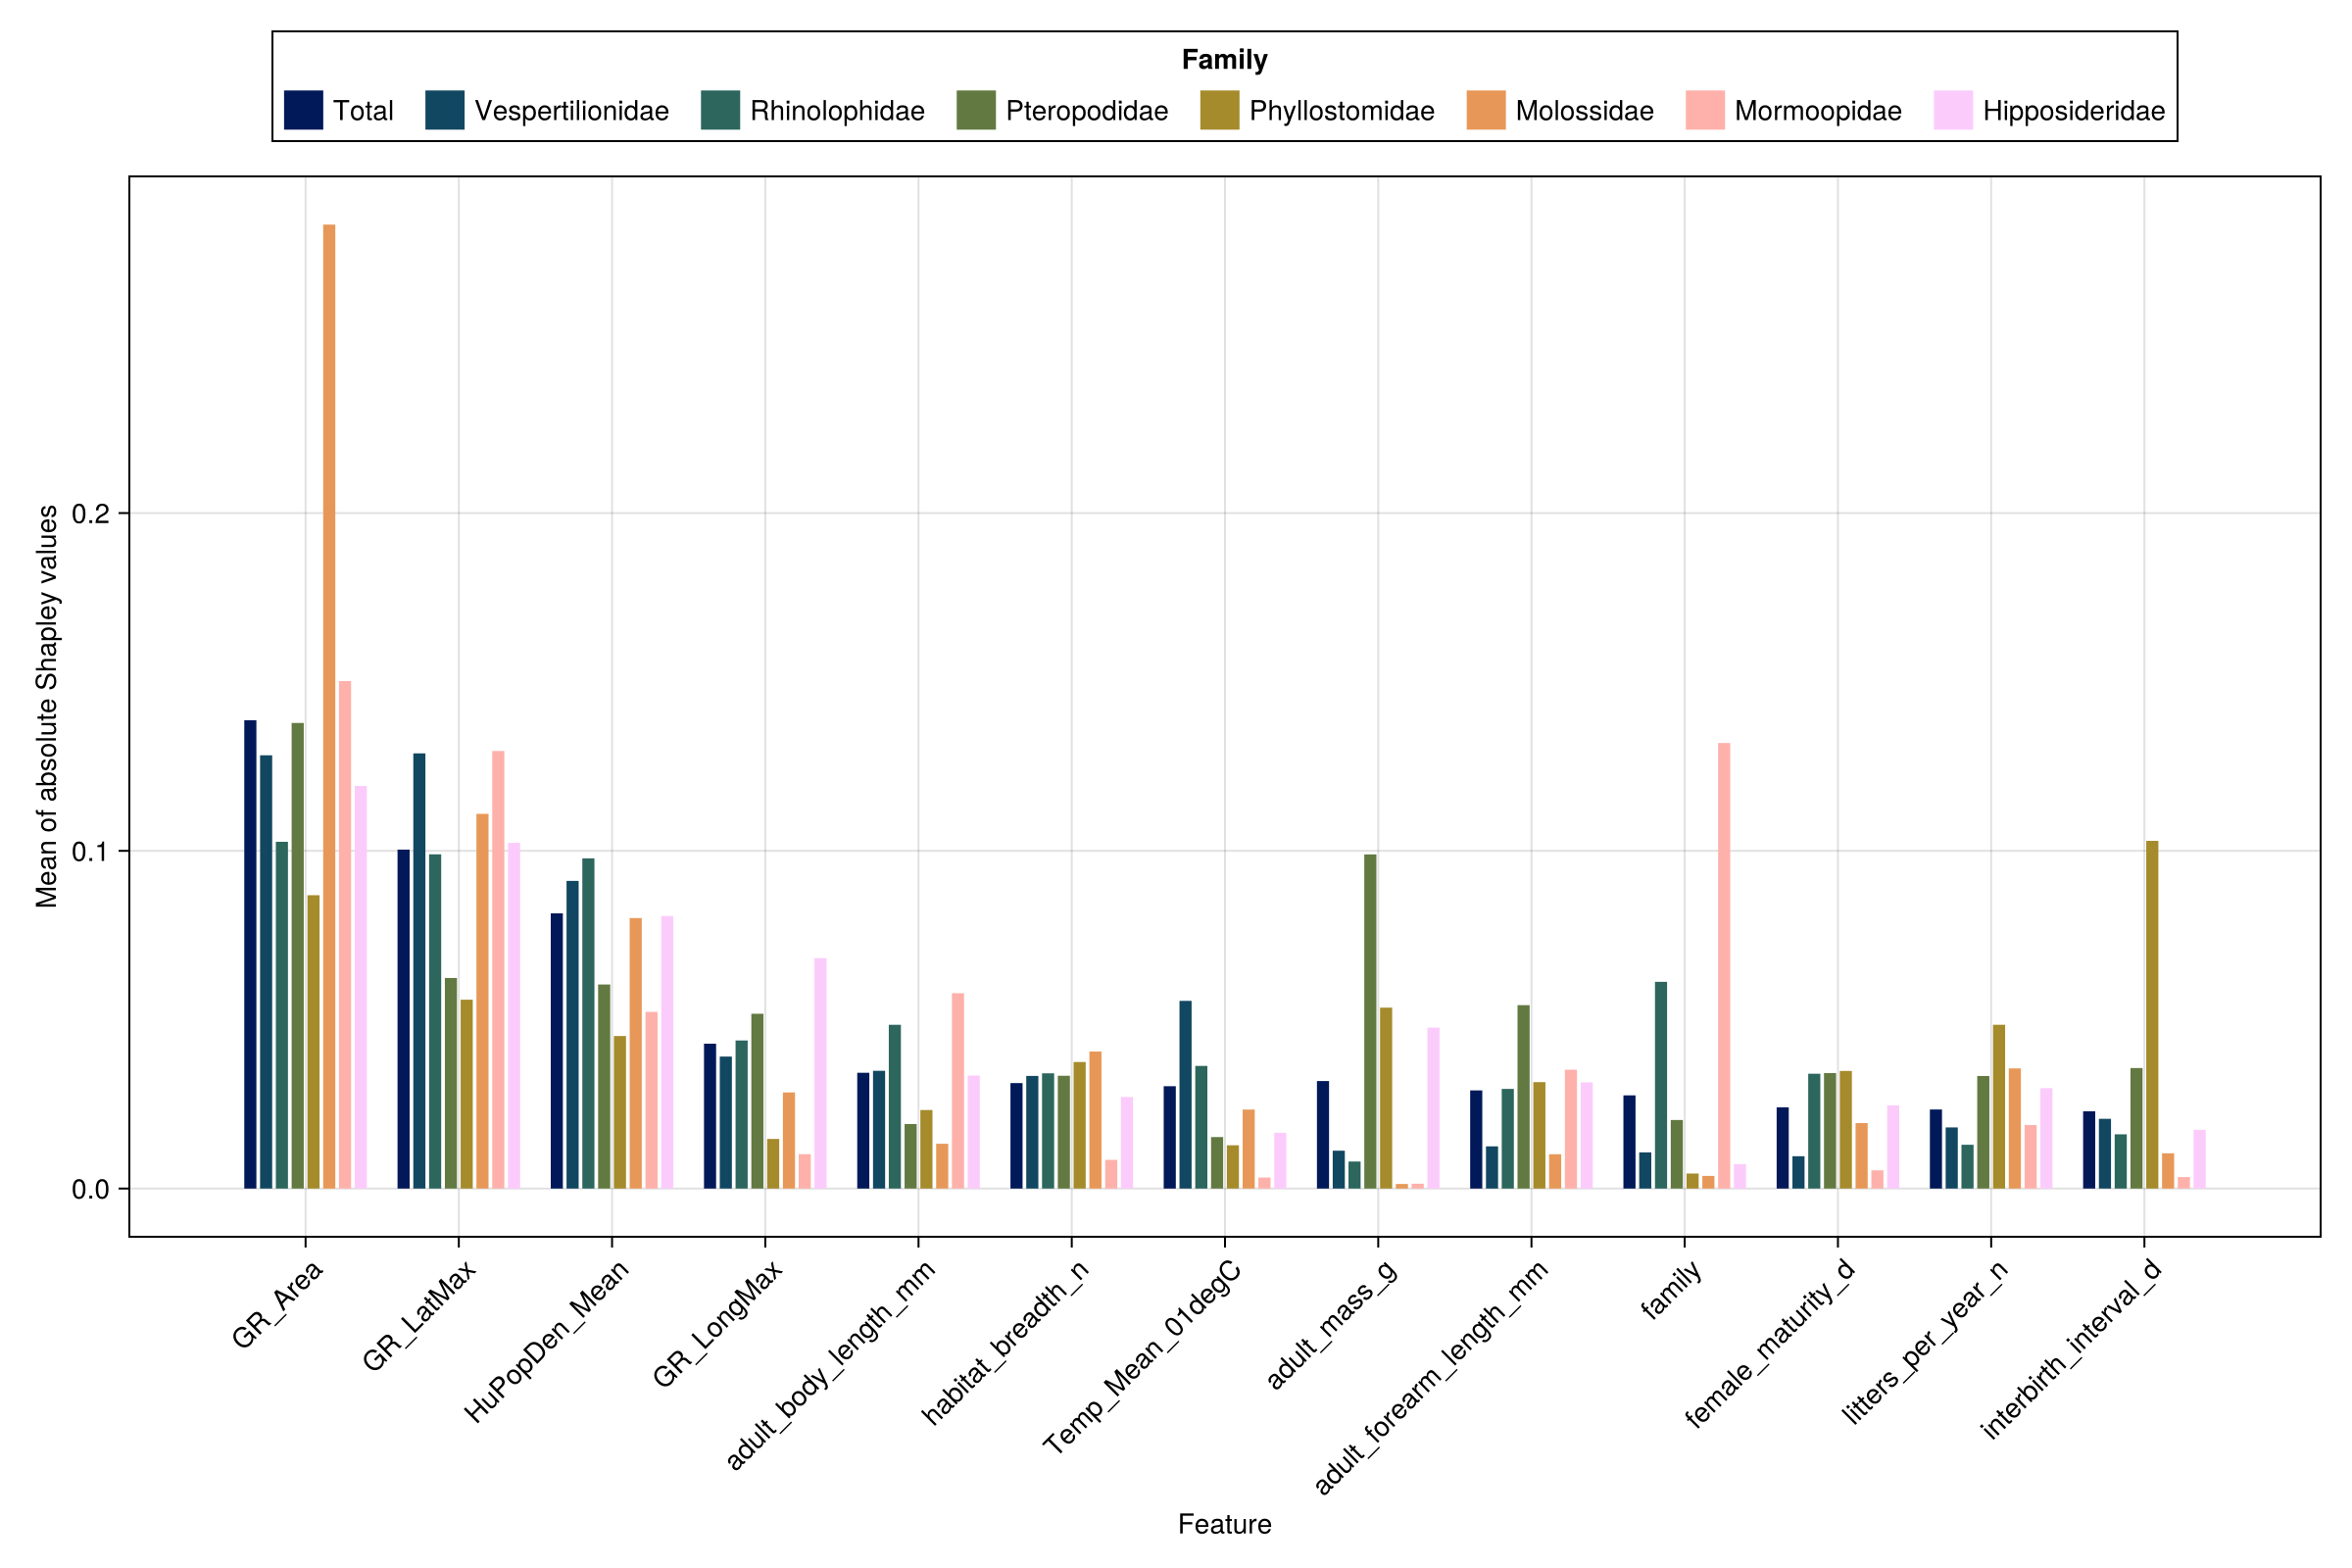 Family
Total Vespertilionidae Rhinolophidae Pteropodidae Phyllostomidae Molossidae Mormoopidae Hipposideridae
Mean of absolute Shapley values
0.2
0.1
0.0
GR_Area
GR_LatMax
HuPopDen_Mean
GR_LongMax
adult_body_length_mm
habitat_breadth_n
Temp_Mean_01degC
adult_mass_g
adult_forearm_length_mm
family
female_maturity_d
litters_per_year_n
interbirth_interval_d
Feature